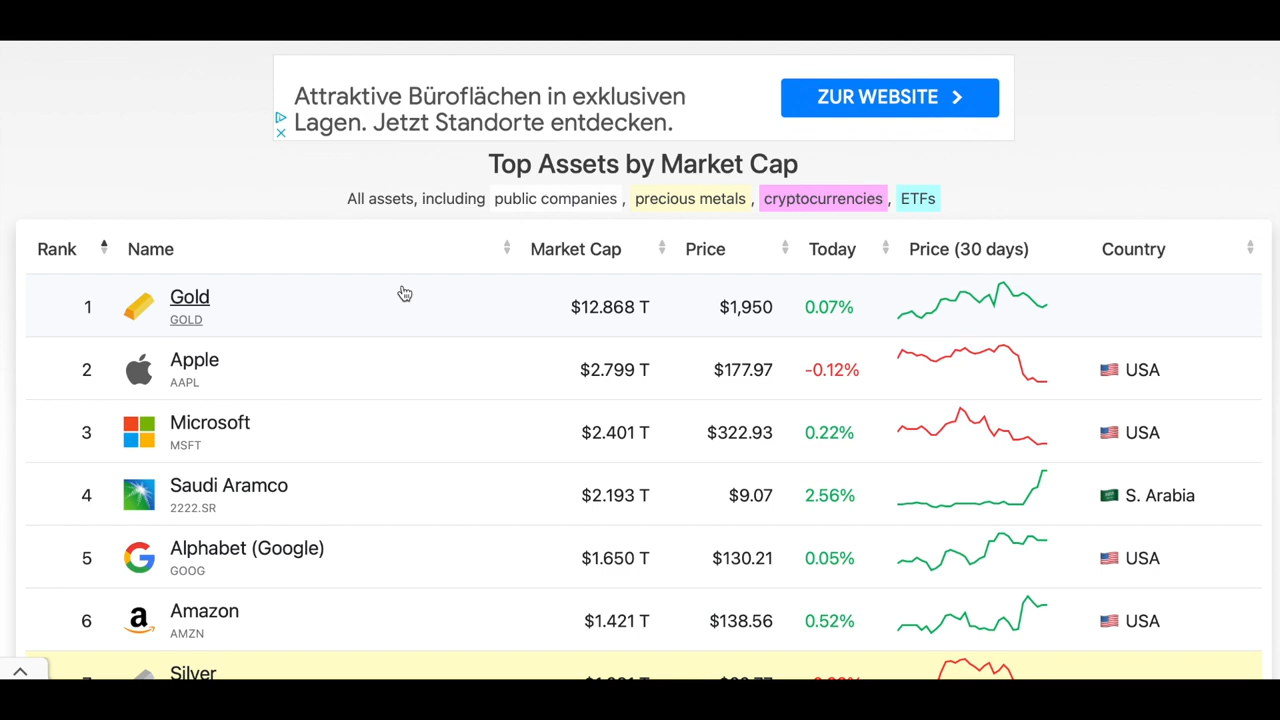 Attraktive Büroflächen in exklusiven
Lagen. Jetzt Standorte entdecken.
ZUR WEBSITE
Top Assets by Market Cap
All assets, including public companies , precious metals , cryptocurrencies , ETFs
Rank Name Market Cap Price Today Price (30 days) Country
1 Gold $12.868 T $1,950 0.07%
GOLD
2 Apple $2.799 T $177.97 -0.12% USA
AAPL
3 Microsoft $2.401 T $322.93 0.22% USA
MSFT
4 Saudi Aramco $2.193 T $9.07 2.56% S. Arabia
2222.SR
5 Alphabet (Google) $1.650 T $130.21 0.05% USA
GOOG
6 Amazon $1.421 T $138.56 0.52% USA
AMZN
Silver